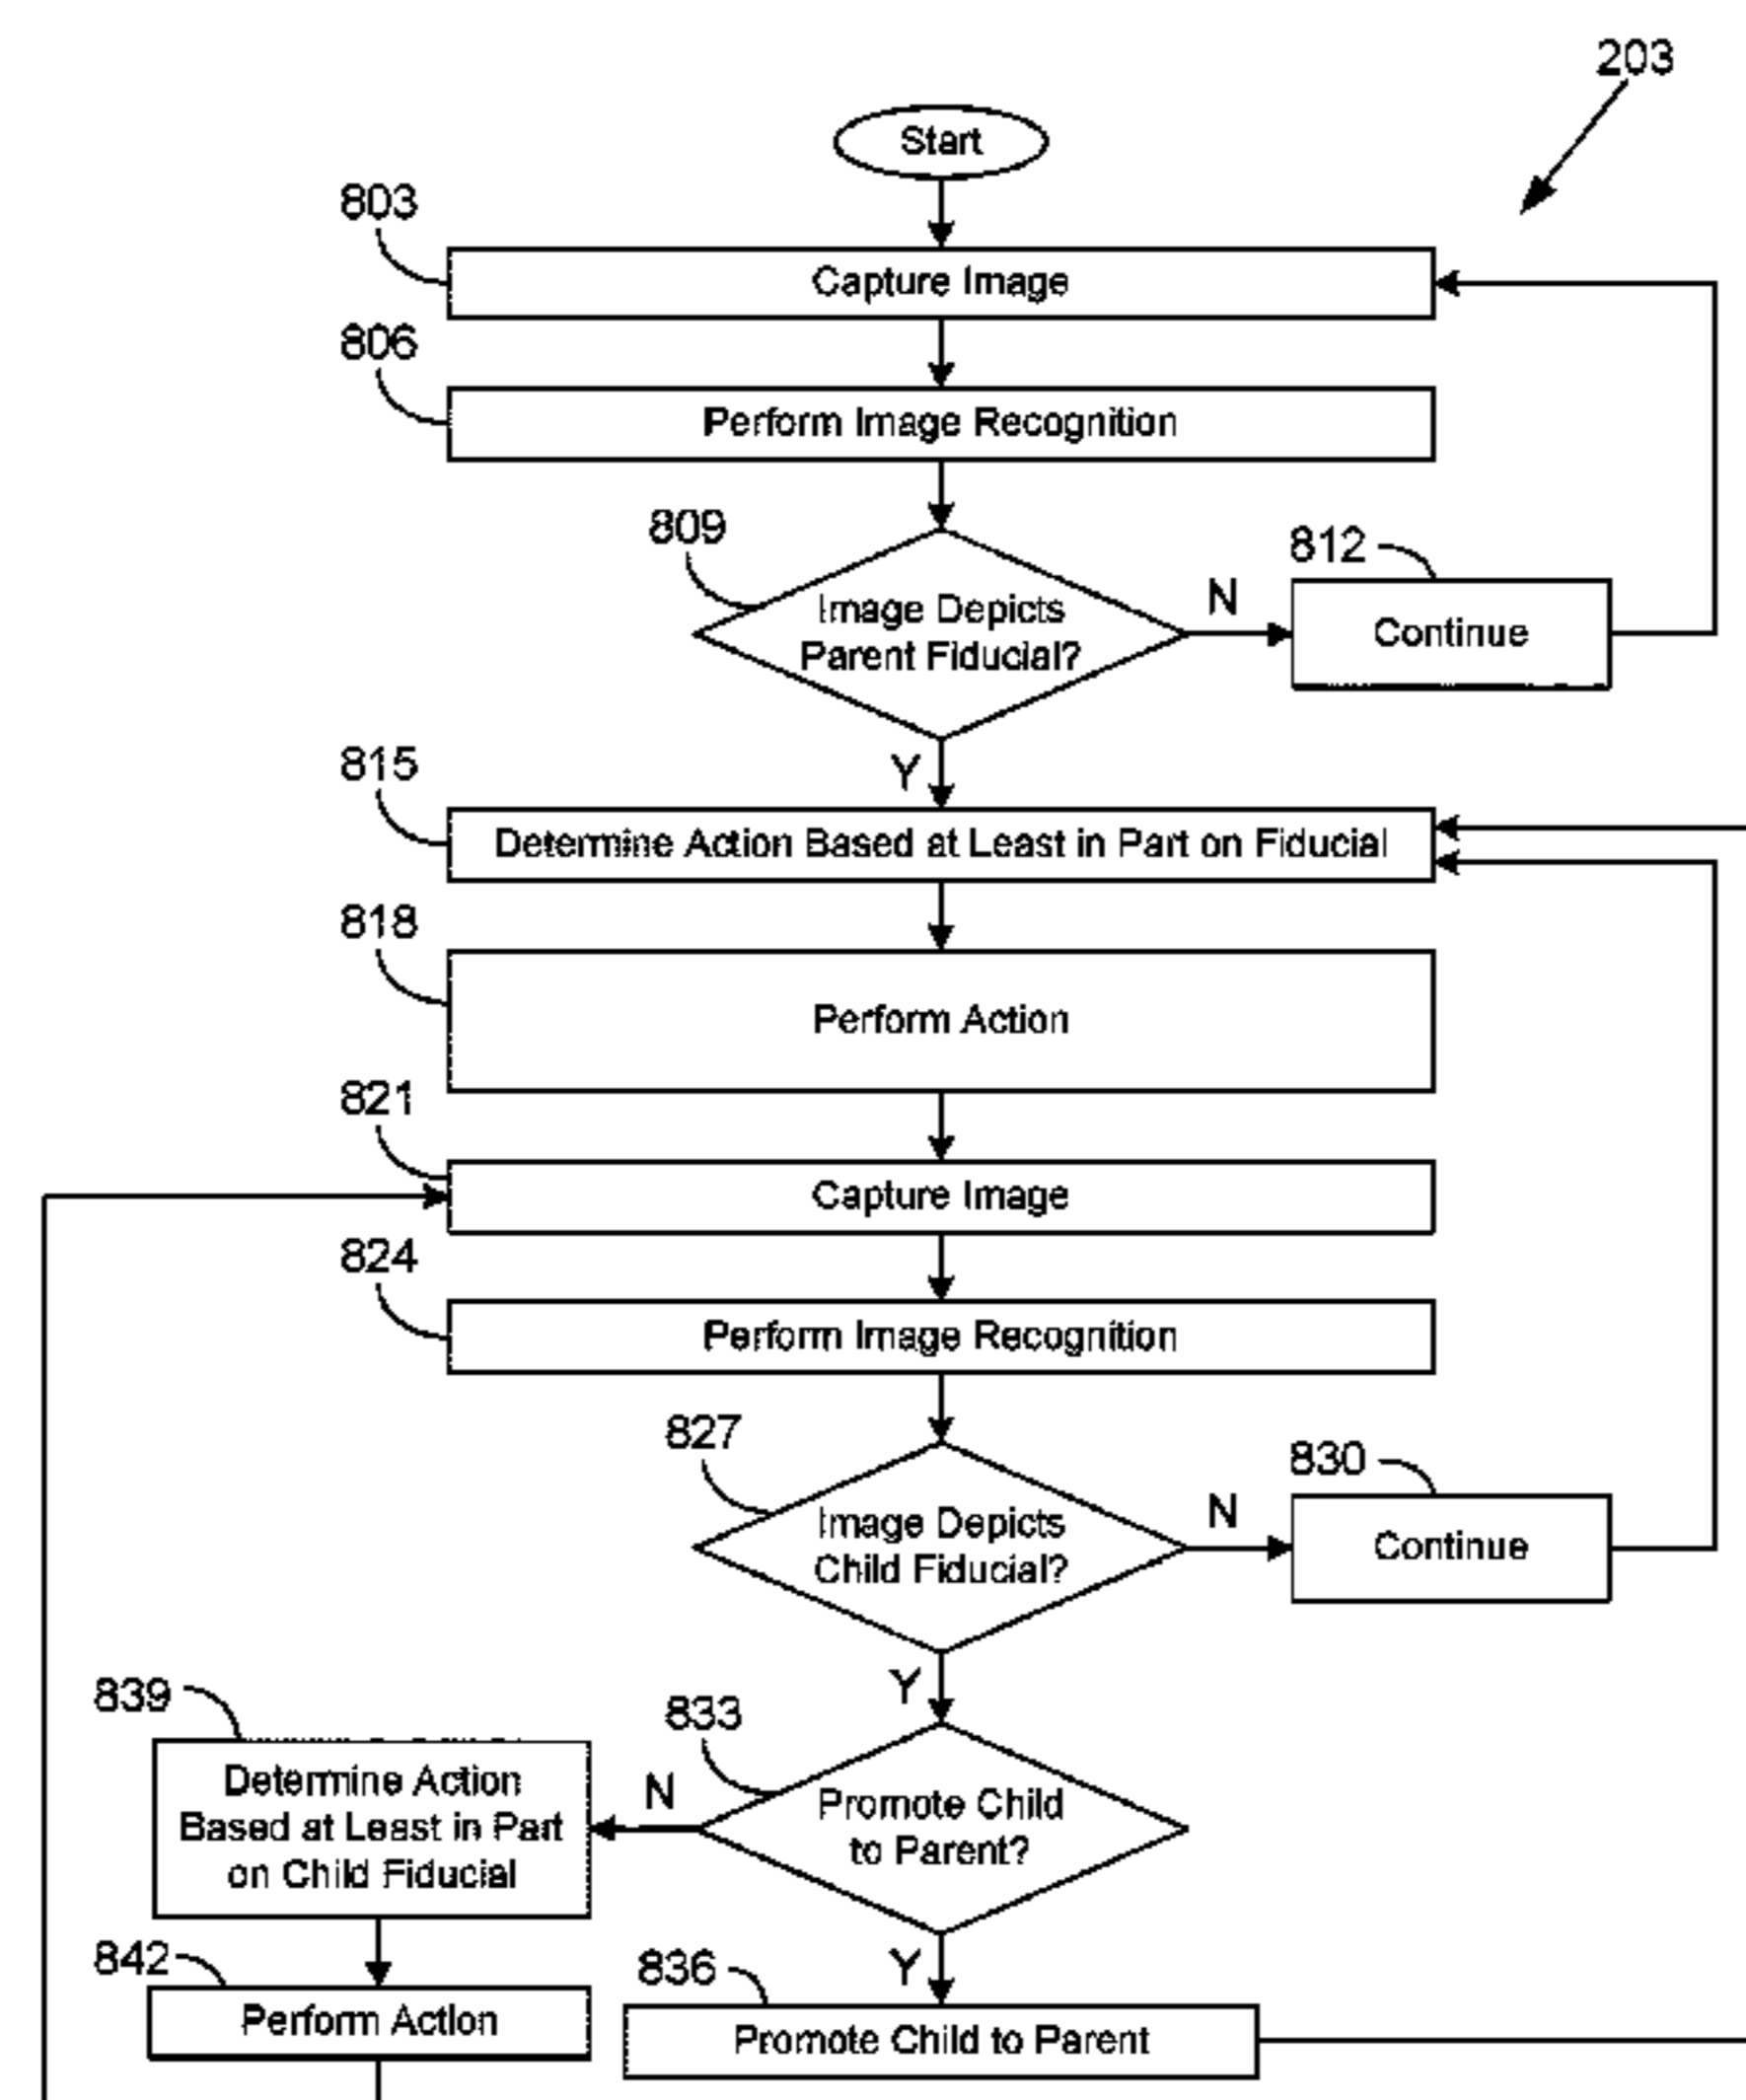 203
Start
803
Capture Image
806
Perform Image Recognition
809
Image Depicts
Parent Fiducial?
N
812
Continue
Y
815
Determine Action Based at Least in Part on Fiducial
818
Perform Action
821
Capture Image
824
Perform Image Recognition
827
Image Depicts
Child Fiducial?
N
830
Continue
Y
833
Promote Child
to Parent?
N
839
Determine Action
Based at Least in Part
on Child Fiducial
842
Perform Action
Y
836
Promote Child to Parent